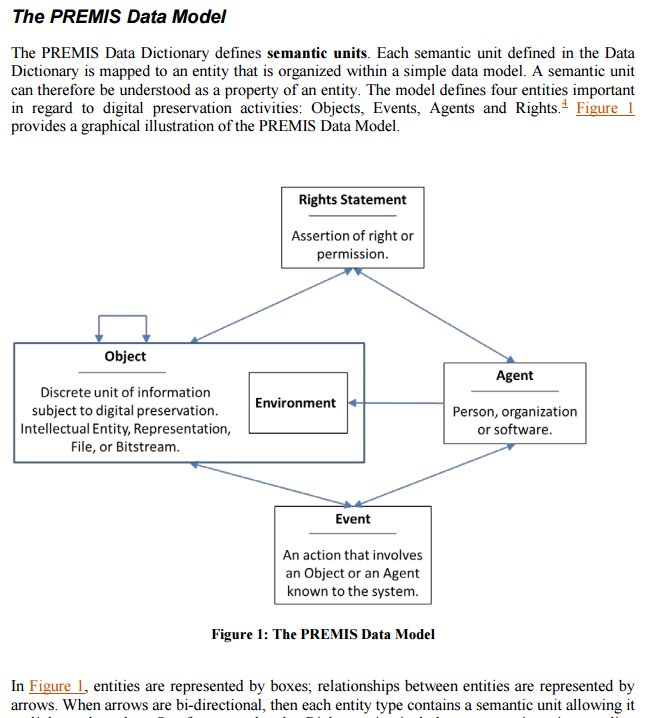 The PREMIS Data Model
The PREMIS Data Dictionary defines semantic units. Each semantic unit defined in the Data
Dictionary is mapped to an entity that is organized within a simple data model. A semantic unit
can therefore be understood as a property of an entity. The model defines four entities important
in regard to digital preservation activities: Objects, Events, Agents and Rights.4 Figure 1
provides a graphical illustration of the PREMIS Data Model.
Rights Statement
Assertion of right or
permission.
Object
Discrete unit of information
subject to digital preservation.
Intellectual Entity, Representation,
File, or Bitstream.
Environment
Agent
Person, organization
or software.
Event
An action that involves
an Object or an Agent
known to the system.
Figure 1: The PREMIS Data Model
In Figure 1, entities are represented by boxes; relationships between entities are represented by
arrows. When arrows are bi-directional, then each entity type contains a semantic unit allowing it